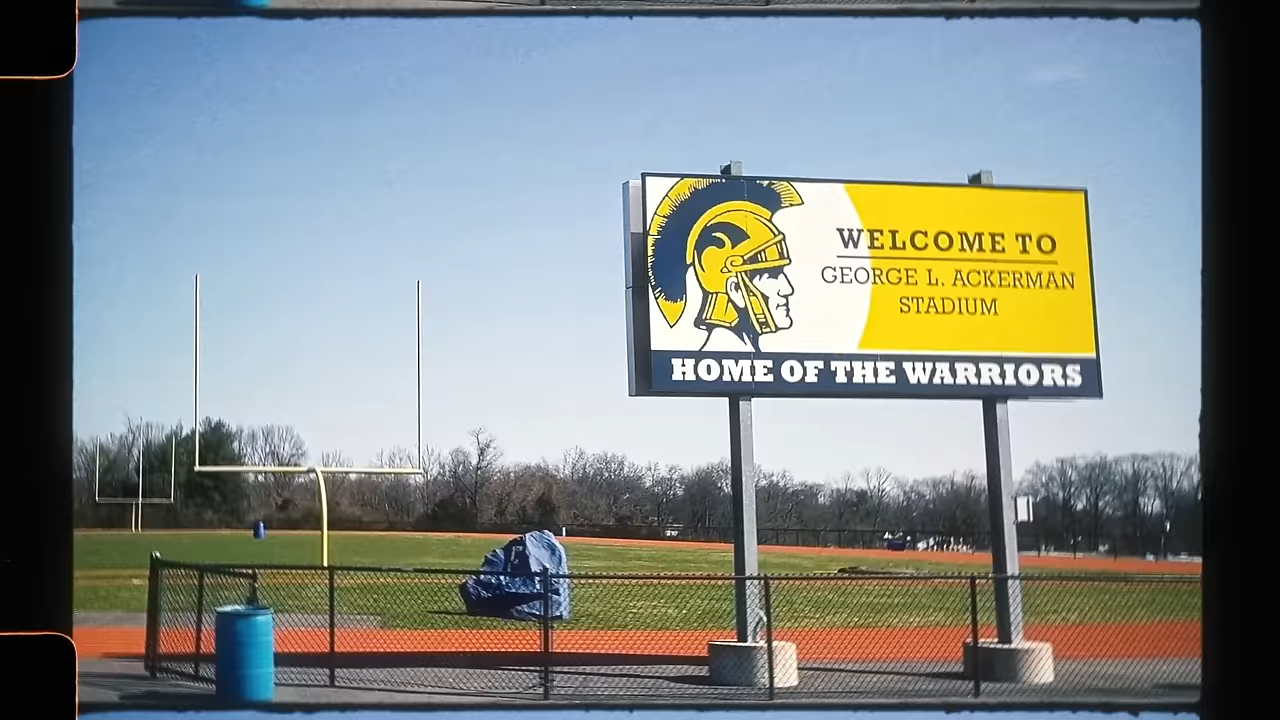 WELCOME TO
GEORGE L. ACKERMAN
STADIUM
HOME OF THE WARRIORS